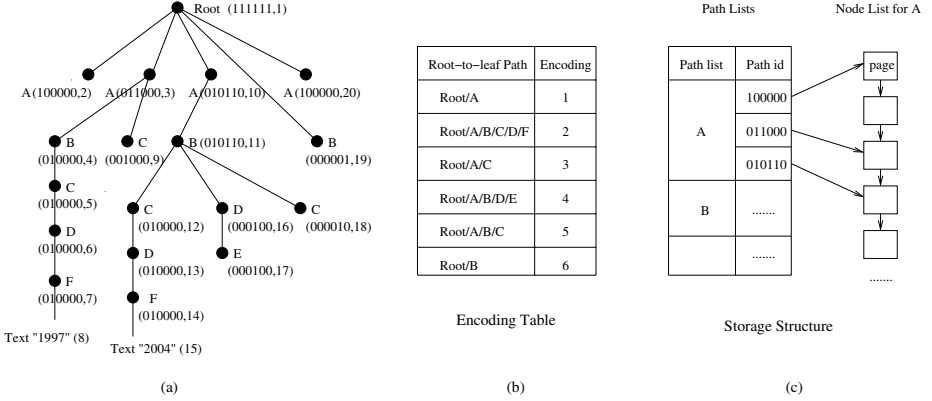 Root (111111,1)
A(100000,2)
A(011000,3)
A(010110,10)
A(100000,20)
B
(010000,4)
C
(001000,9)
B(010110,11)
B
(000001,19)
C
(010000,5)
D
(010000,6)
F
(010000,7)
Text "1997" (8)
C
(010000,12)
D
(000100,16)
C
(000010,18)
D
(010000,13)
E
(000100,17)
F
(010000,14)
Text "2004" (15)
(a)
Root-to-leaf Path Encoding
Root/A 1
Root/A/B/C/D/F 2
Root/A/C 3
Root/A/B/D/E 4
Root/A/B/C 5
Root/B 6
Encoding Table
(b)
Path Lists
Node List for A
Path list Path id
page
100000
A 011000
010110
B .......
.......
.......
Storage Structure
(c)